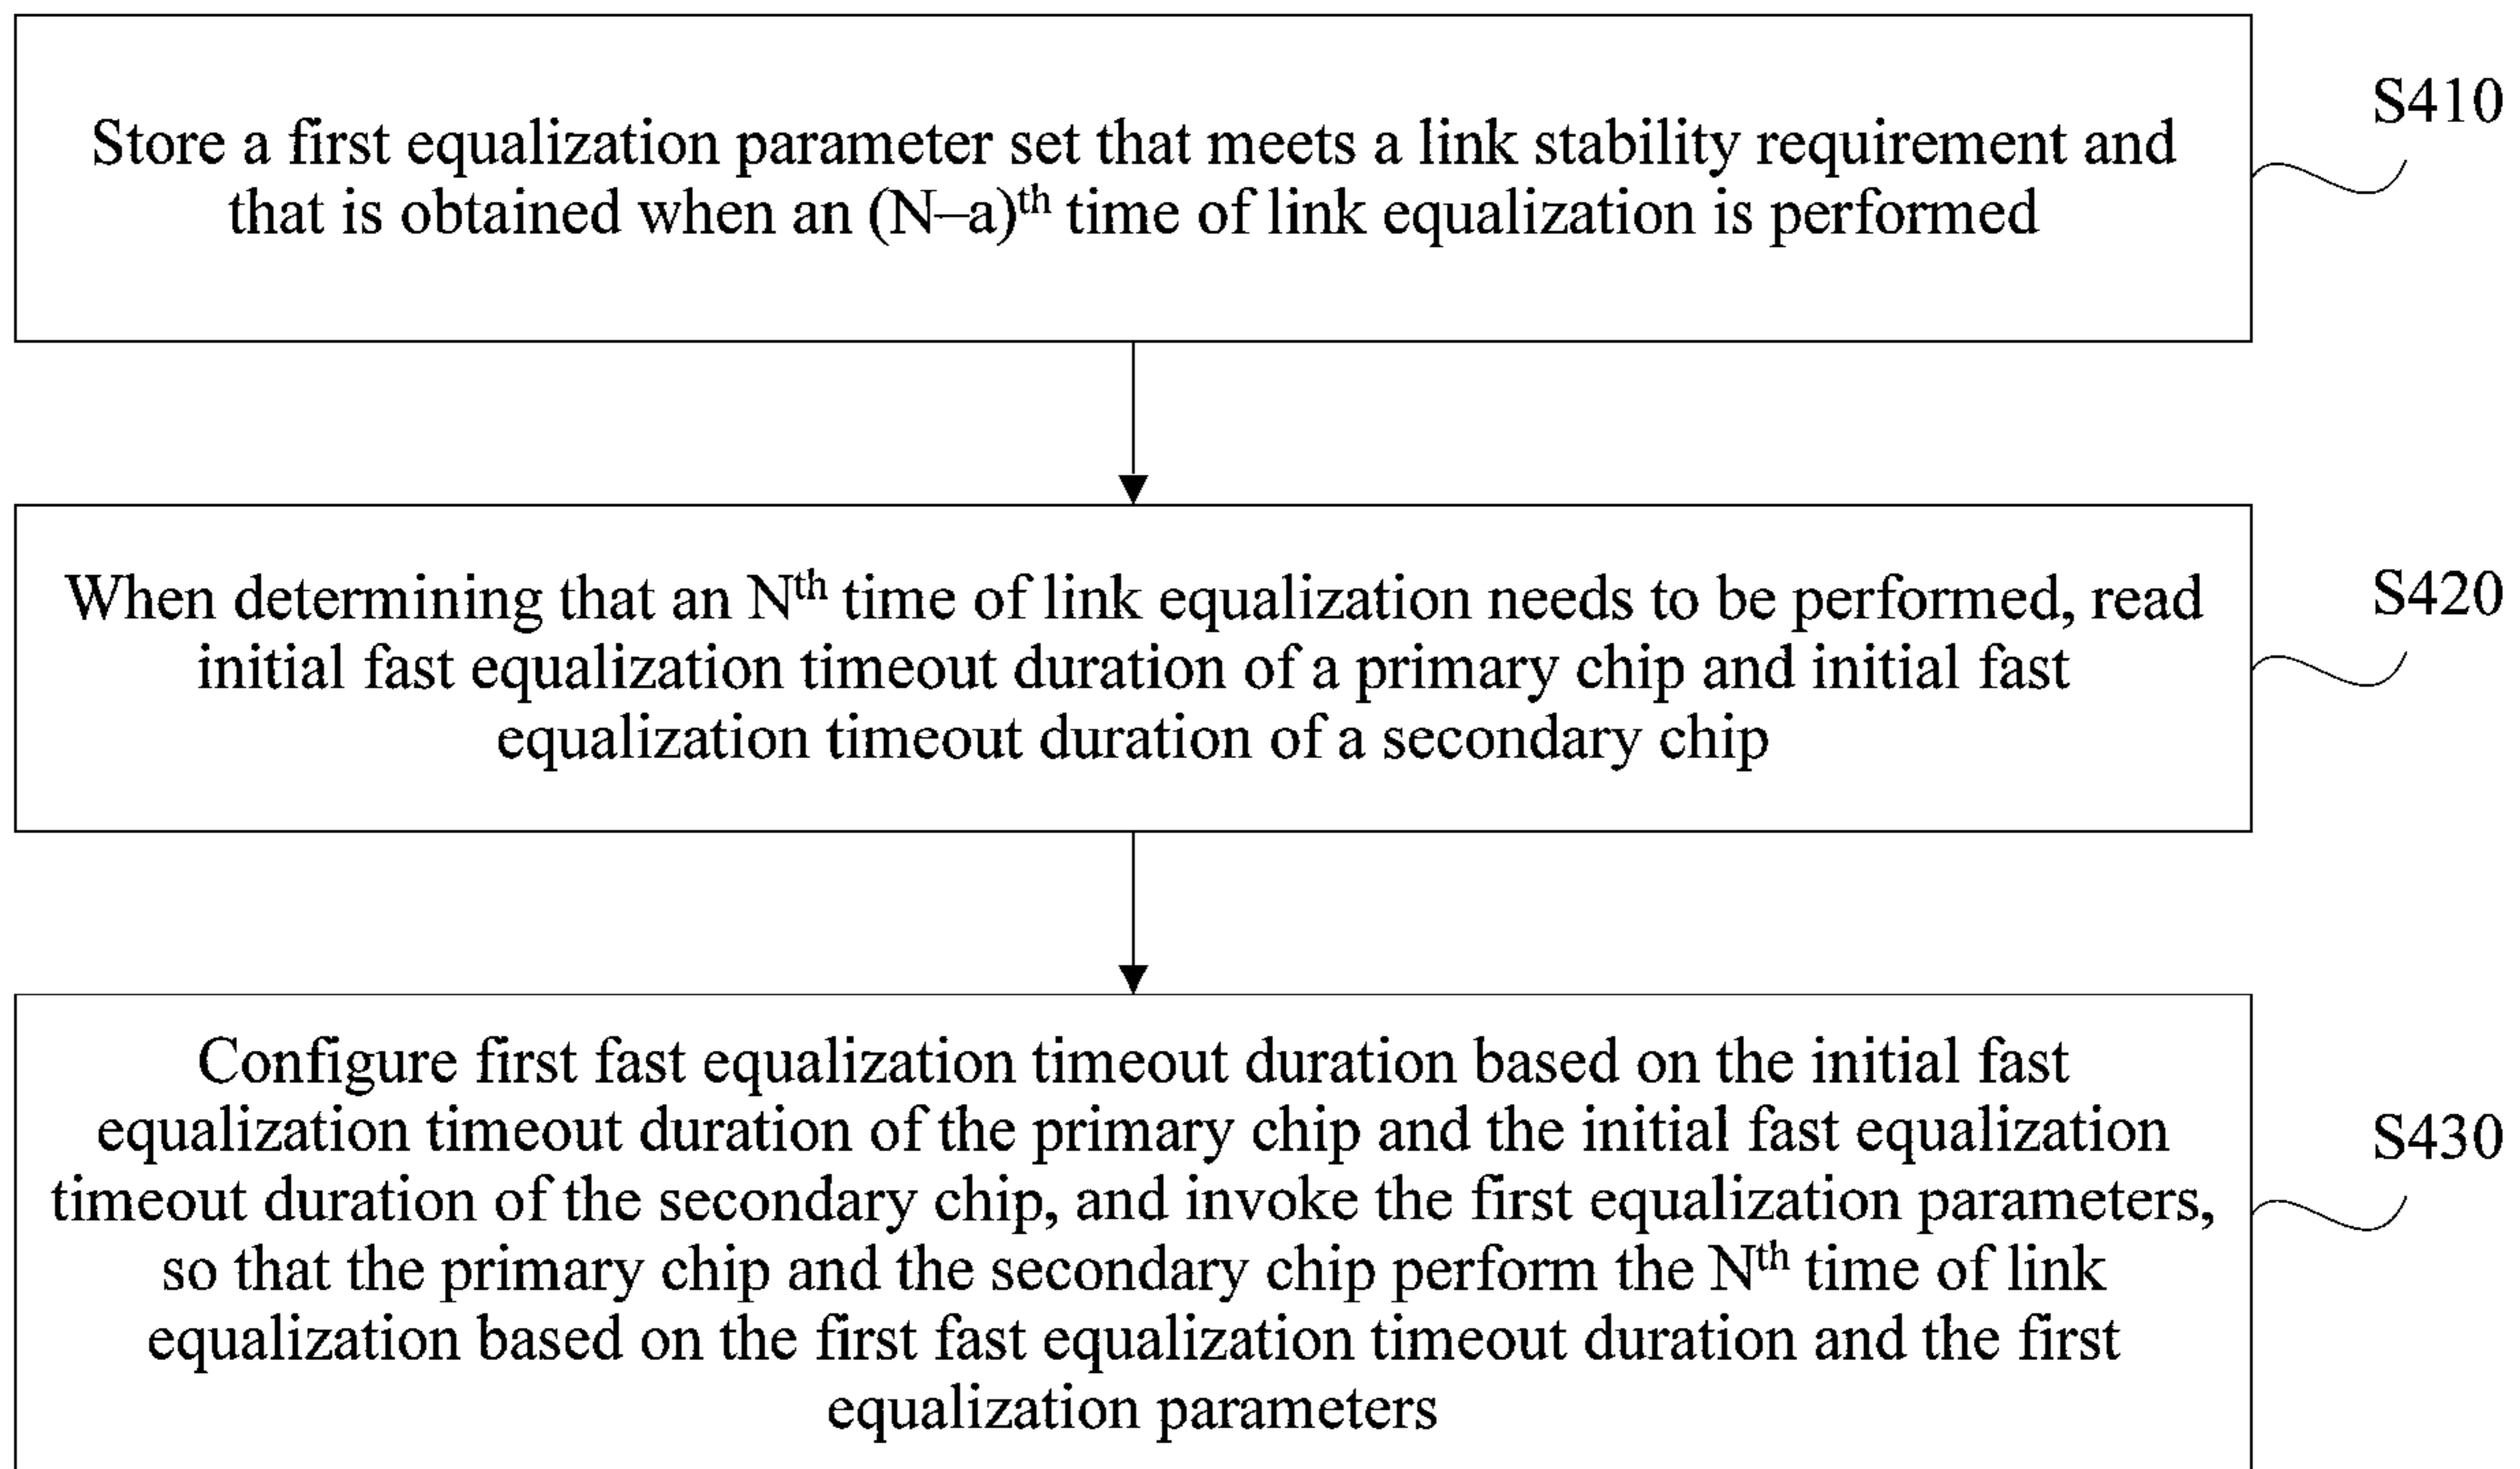 Store a first equalization parameter set that meets a link stability requirement and
that is obtained when an (N–a)th time of link equalization is performed
S410
When determining that an Nth time of link equalization needs to be performed, read
initial fast equalization timeout duration of a primary chip and initial fast
equalization timeout duration of a secondary chip
S420
Configure first fast equalization timeout duration based on the initial fast
equalization timeout duration of the primary chip and the initial fast equalization
timeout duration of the secondary chip, and invoke the first equalization parameters,
so that the primary chip and the secondary chip perform the Nth time of link
equalization based on the first fast equalization timeout duration and the first
equalization parameters
S430